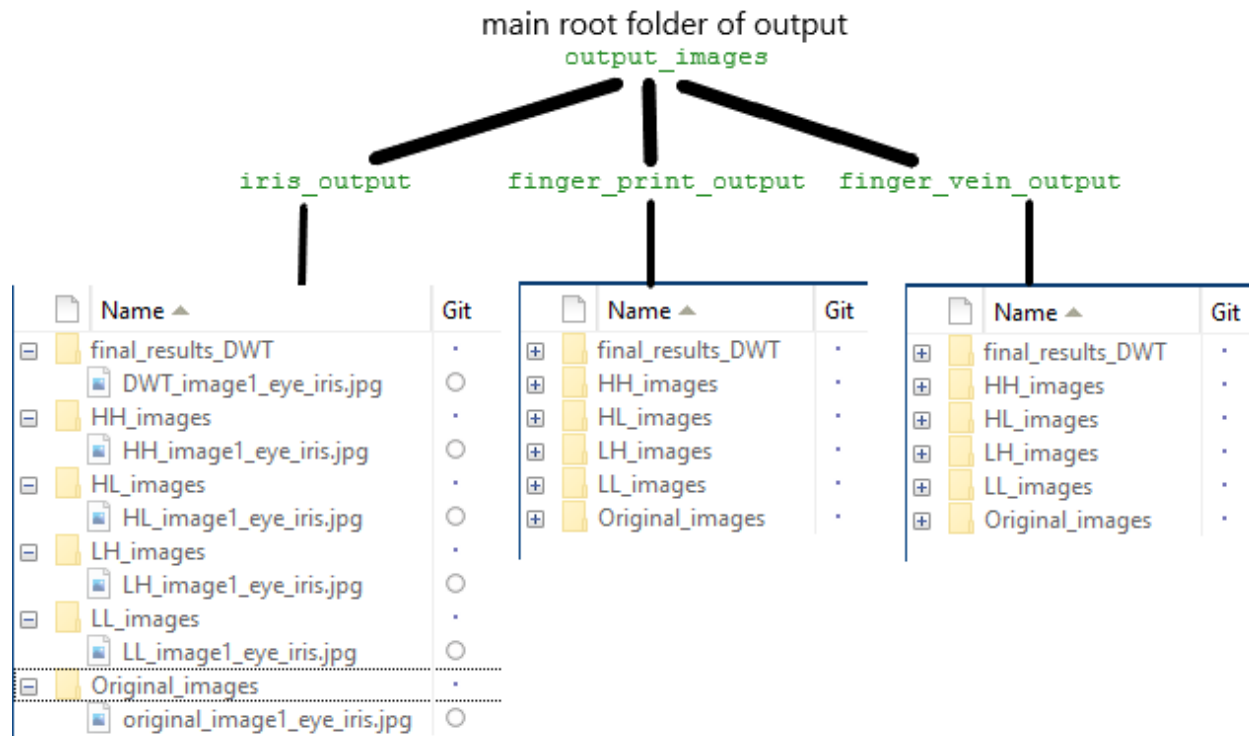 main root folder of output
output_images
iris_output finger_print_output finger_vein_output
Name Git
final_results_DWT
DWT_image1_eye_iris.jpg
HH_images
HH_image1_eye_iris.jpg
HL_images
HL_image1_eye_iris.jpg
LH_images
LH_image1_eye_iris.jpg
LL_images
LL_image1_eye_iris.jpg
Original_images
original_image1_eye_iris.jpg
Name Git
final_results_DWT
HH_images
HL_images
LH_images
LL_images
Original_images
Name Git
final_results_DWT
HH_images
HL_images
LH_images
LL_images
Original_images